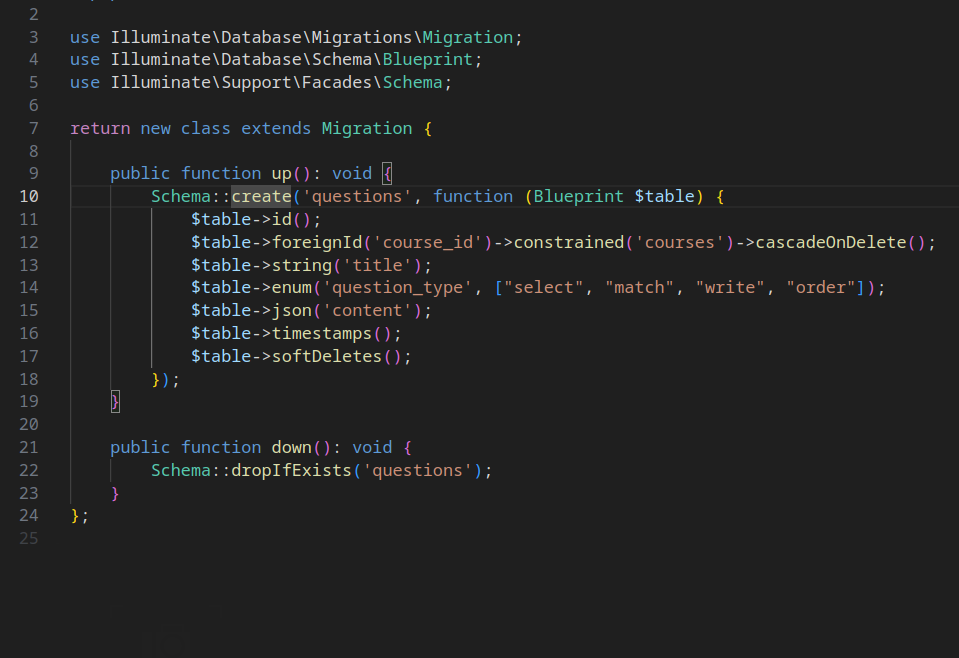 2
3 use Illuminate\Database\Migrations\Migration;
4 use Illuminate\Database\Schema\Blueprint;
5 use Illuminate\Support\Facades\Schema;
6
7 return new class extends Migration {
8
9     public function up(): void {
10         Schema::create('questions', function (Blueprint $table) {
11             $table->id();
12             $table->foreignId('course_id')->constrained('courses')->cascadeOnDelete();
13             $table->string('title');
14             $table->enum('question_type', ["select", "match", "write", "order"]);
15             $table->json('content');
16             $table->timestamps();
17             $table->softDeletes();
18         });
19     }
20
21     public function down(): void {
22         Schema::dropIfExists('questions');
23     }
24 };
25